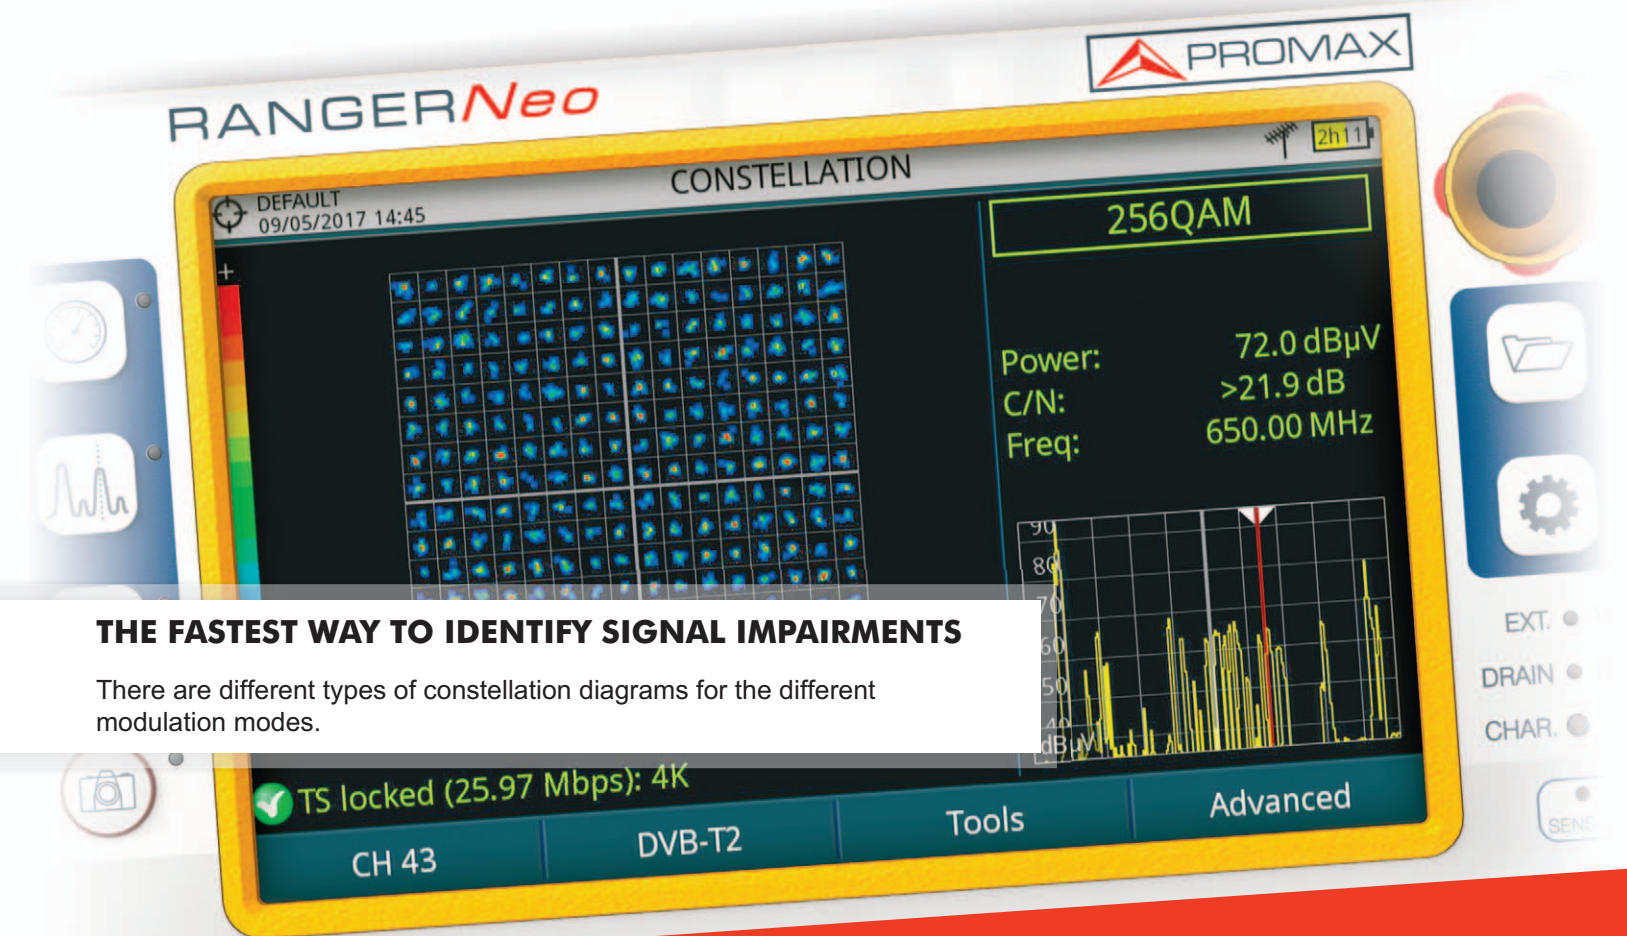 RANGERNeo
PROMAX
DEFAULT
09/05/2017 14:45
CONSTELLATION
2h11
+
256QAM
Power: 72.0 dBµV
C/N: >21.9 dB
Freq: 650.00 MHz
90
80
70
60
50
40
dBµV
THE FASTEST WAY TO IDENTIFY SIGNAL IMPAIRMENTS
There are different types of constellation diagrams for the different
modulation modes.
TS locked (25.97 Mbps): 4K
CH 43
DVB-T2
Tools
Advanced
EXT.
DRAIN
CHAR.